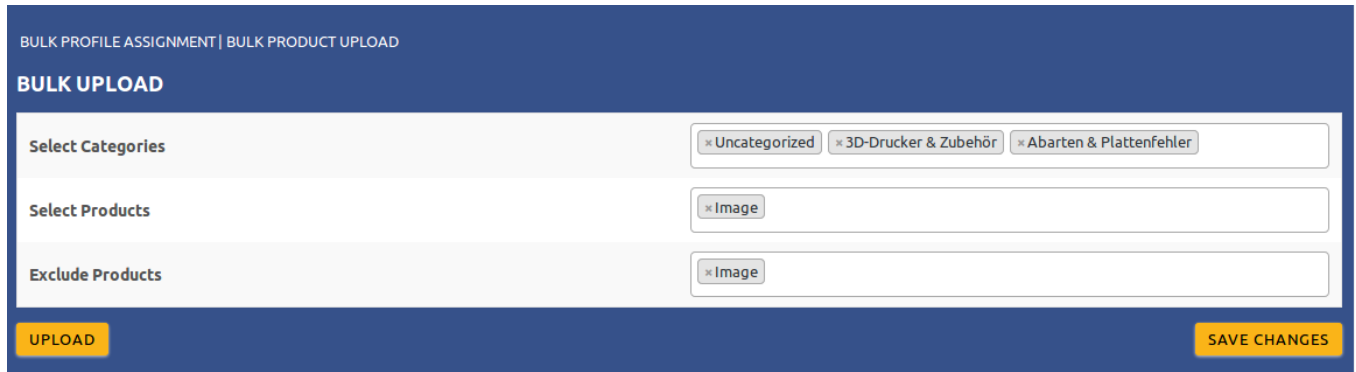 BULK PROFILE ASSIGNMENT| BULK PRODUCT UPLOAD
BULK UPLOAD
Select Categories ×Uncategorized ×3D-Drucker & Zubehör ×Abarten & Plattenfehler
Select Products ×Image
Exclude Products ×Image
UPLOAD SAVE CHANGES